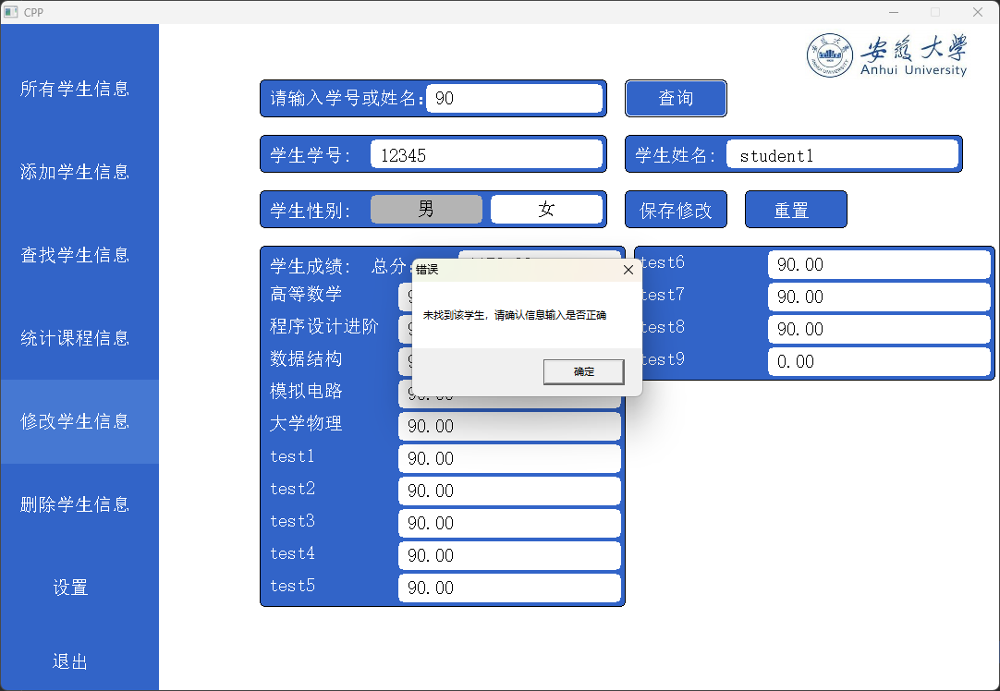 CPP
安徽大学
Anhui University
所有学生信息
添加学生信息
查找学生信息
统计课程信息
修改学生信息
删除学生信息
设置
退出
请输入学号或姓名: 90
查询
学生学号: 12345
学生姓名: student1
学生性别: 男 女
保存修改
重置
学生成绩: 总分:
高等数学
程序设计进阶
数据结构
模拟电路 90.00
大学物理 90.00
test1 90.00
test2 90.00
test3 90.00
test4 90.00
test5 90.00
test6 90.00
test7 90.00
test8 90.00
test9 0.00
错误
未找到该学生，请确认信息输入是否正确
确定